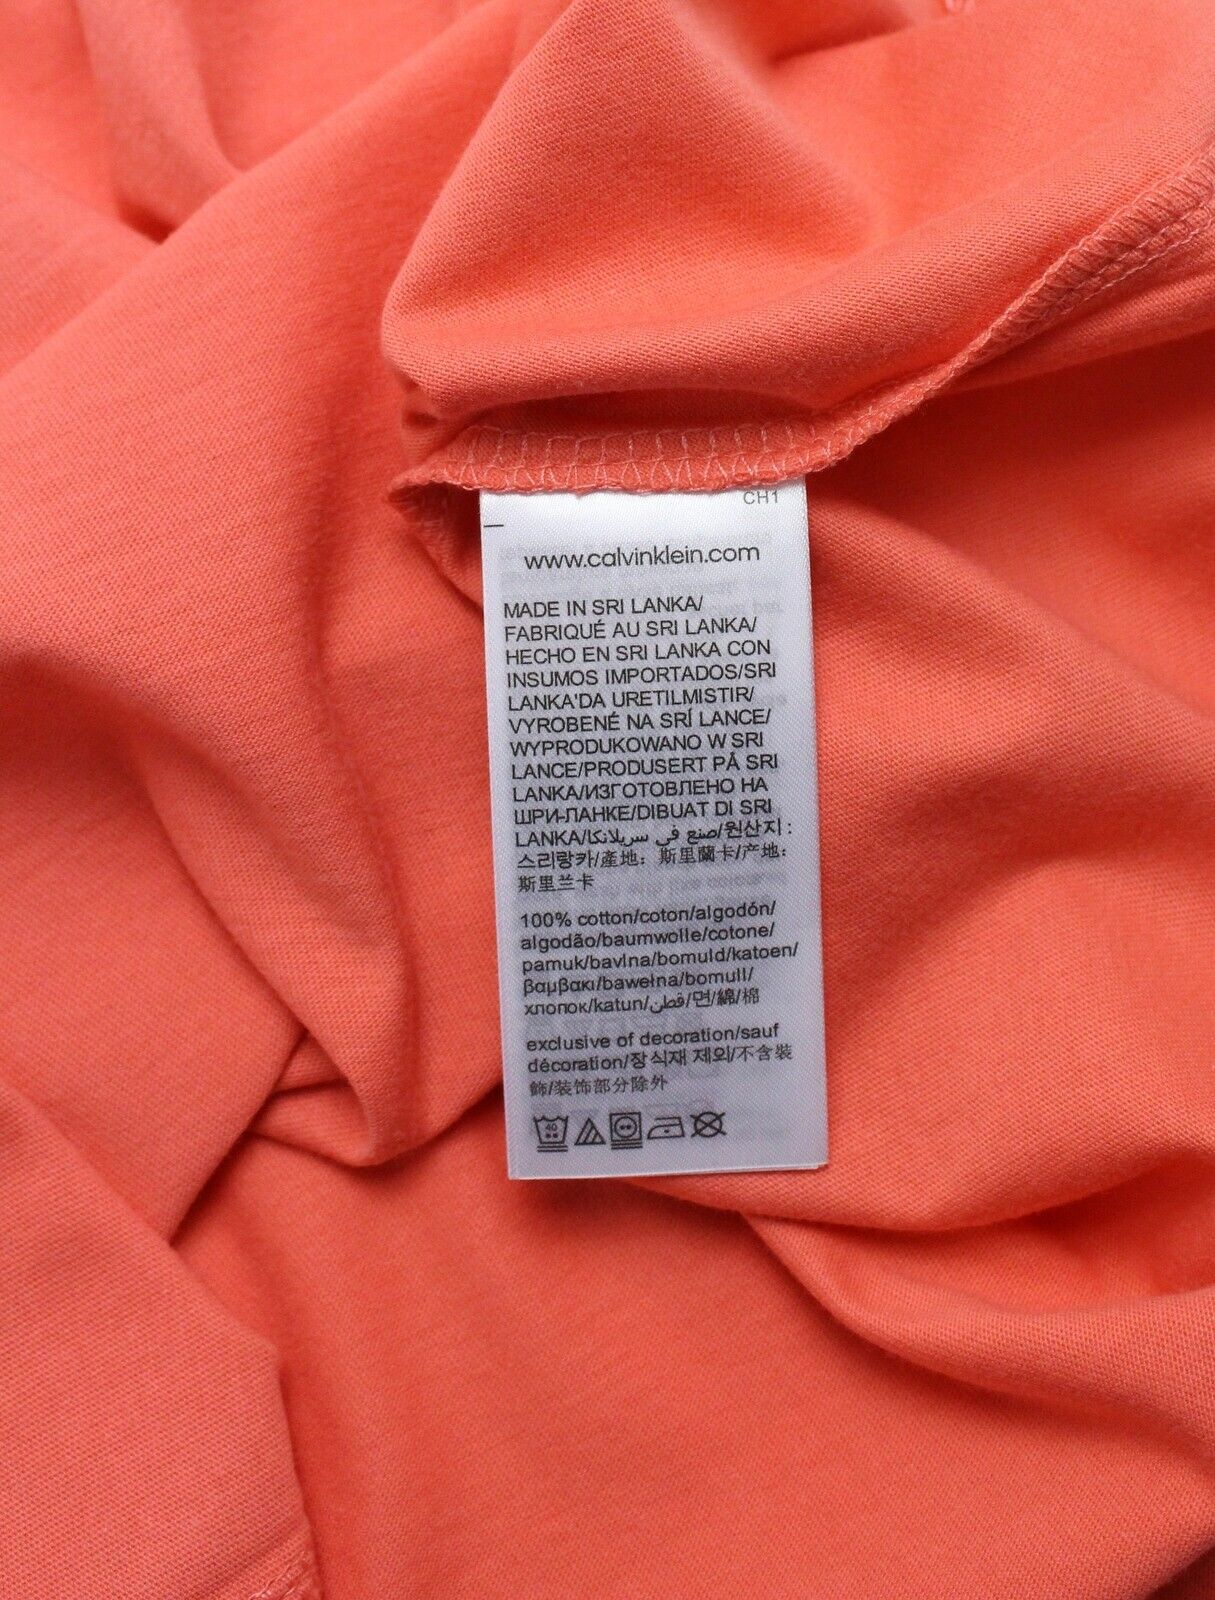 CH1
www.calvinklein.com
MADE IN SRI LANKA/
FABRIQUÉ AU SRI LANKA/
HECHO EN SRI LANKA CON
INSUMOS IMPORTADOS/SRI
LANKA'DA URETILMISTIR/
VYROBENÉ NA SRÍ LANCE/
WYPRODUKOWANO W SRI
LANCE/PRODUSERT PÅ SRI
LANKA/ИЗГОТОВЛЕНО НА
ШРИ-ЛАНКЕ/DIBUAT DI SRI
LANKA/صنع في سريلانكا/원산지 :
스리랑카/產地: 斯里蘭卡/产地:
斯里兰卡
100% cotton/coton/algodón/
algodão/baumwolle/cotone/
pamuk/bavlna/bomuld/katoen/
βαμβακι/bawełna/bomull/
хлопок/katun/قطن/면/綿/棉
exclusive of decoration/sauf
décoration/장식재 제외/不含裝
飾/装饰部分除外
40